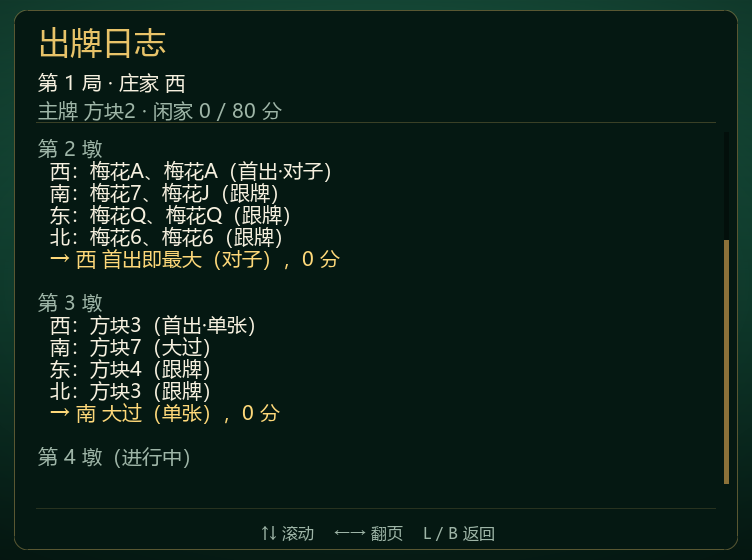 出牌日志
第 1 局 · 庄家 西
主牌 方块2 · 闲家 0 / 80 分
第 2 墩
西：梅花A、梅花A（首出·对子）
南：梅花7、梅花J（跟牌）
东：梅花Q、梅花Q（跟牌）
北：梅花6、梅花6（跟牌）
→ 西 首出即最大（对子），0 分
第 3 墩
西：方块3（首出·单张）
南：方块7（大过）
东：方块4（跟牌）
北：方块3（跟牌）
→ 南 大过（单张），0 分
第 4 墩（进行中）
↑↓ 滚动 ←→ 翻页 L / B 返回